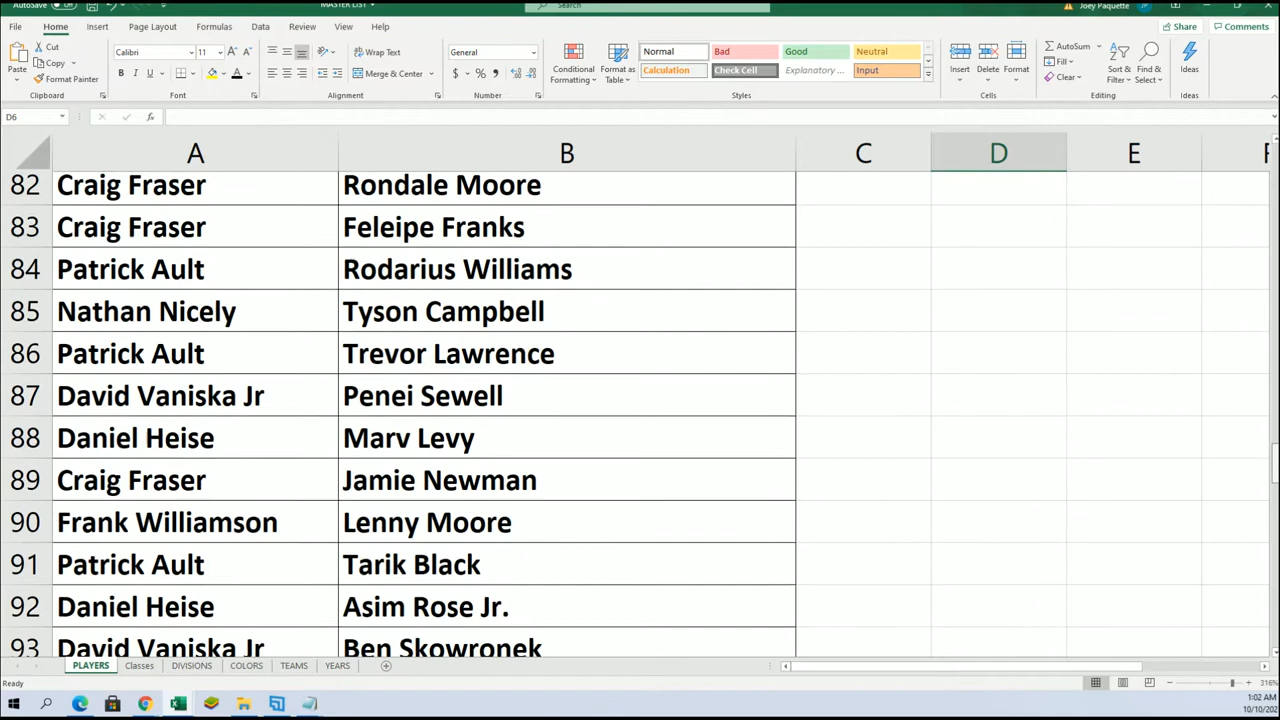 AutoSave Off MASTER LIST Search Joey Paquette
File Home Insert Page Layout Formulas Data Review View Help Share Comments
Paste Cut Copy Format Painter Clipboard
Calibri 11 B I U A Font
Wrap Text Merge & Center Alignment
General $ % Number
Conditional Formatting Format as Table
Normal Bad Good Neutral
Calculation Check Cell Explanatory ... Input
Styles
Insert Delete Format Cells
AutoSum Fill Clear Sort & Filter Find & Select Editing
Ideas Ideas
D6 fx
A B C D E F
82 Craig Fraser Rondale Moore
83 Craig Fraser Feleipe Franks
84 Patrick Ault Rodarius Williams
85 Nathan Nicely Tyson Campbell
86 Patrick Ault Trevor Lawrence
87 David Vaniska Jr Penei Sewell
88 Daniel Heise Marv Levy
89 Craig Fraser Jamie Newman
90 Frank Williamson Lenny Moore
91 Patrick Ault Tarik Black
92 Daniel Heise Asim Rose Jr.
93 David Vaniska Jr Ben Skowronek
PLAYERS Classes DIVISIONS COLORS TEAMS YEARS
Ready 316%
1:02 AM
10/10/202